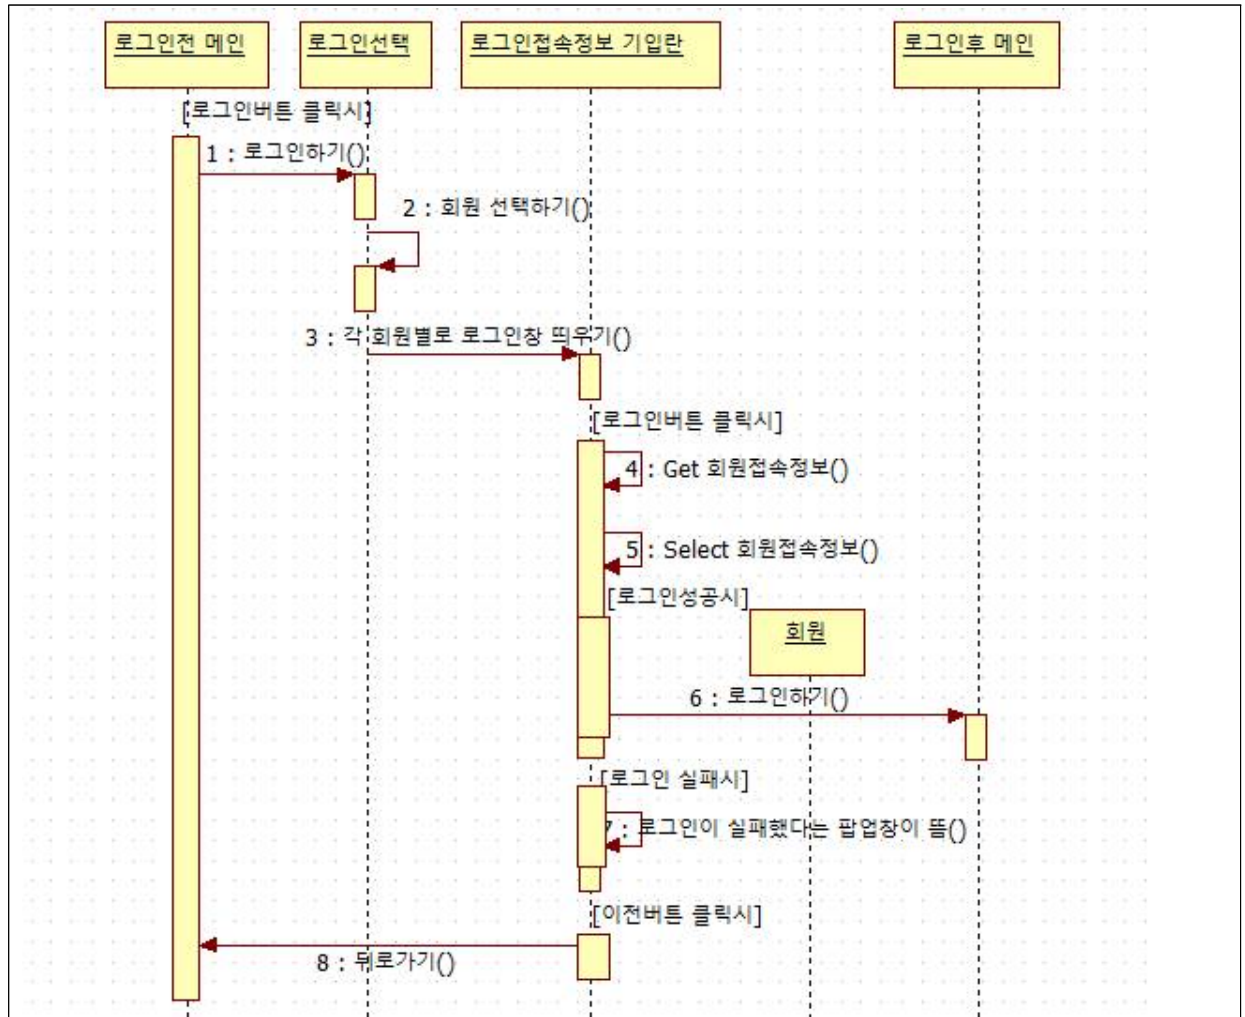 로그인전 메인
로그인선택
로그인접속정보 기입란
로그인후 메인
[로그인버튼 클릭시]
1 : 로그인하기()
2 : 회원 선택하기()
3 : 각 회원별로 로그인창 띄우기()
[로그인버튼 클릭시]
4 : Get 회원접속정보()
5 : Select 회원접속정보()
[로그인성공시]
회원
6 : 로그인하기()
[로그인 실패시]
7 : 로그인이 실패했다는 팝업창이 뜸()
[이전버튼 클릭시]
8 : 뒤로가기()